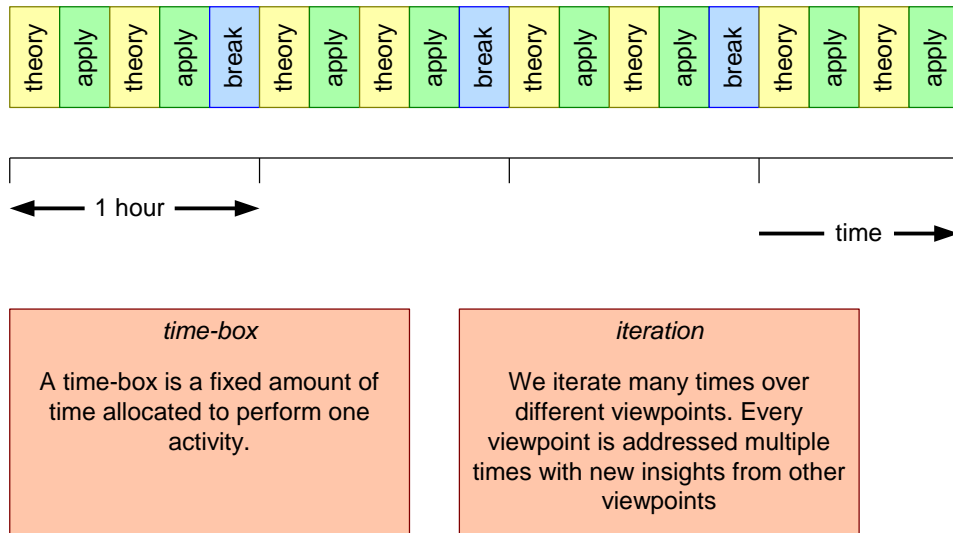 theory apply theory apply break theory apply theory apply break theory apply theory apply break theory apply theory apply
1 hour
time
time-box
A time-box is a fixed amount of
time allocated to perform one
activity.
iteration
We iterate many times over
different viewpoints. Every
viewpoint is addressed multiple
times with new insights from other
viewpoints